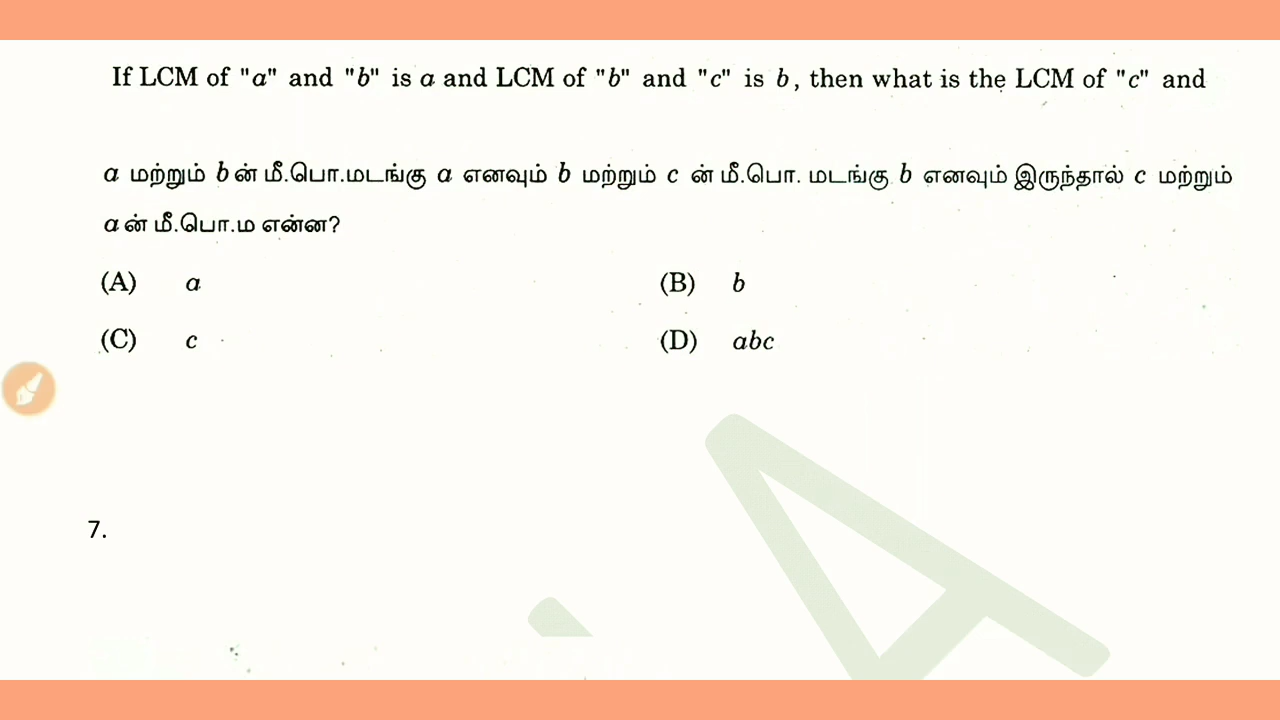 If LCM of "a" and "b" is a and LCM of "b" and "c" is b, then what is the LCM of "c" and
a மற்றும் b ன் மீ.பொ.மடங்கு a எனவும் b மற்றும் c ன் மீ.பொ. மடங்கு b எனவும் இருந்தால் c மற்றும்
a ன் மீ.பொ.ம என்ன?
(A) a (B) b
(C) c (D) abc
7.